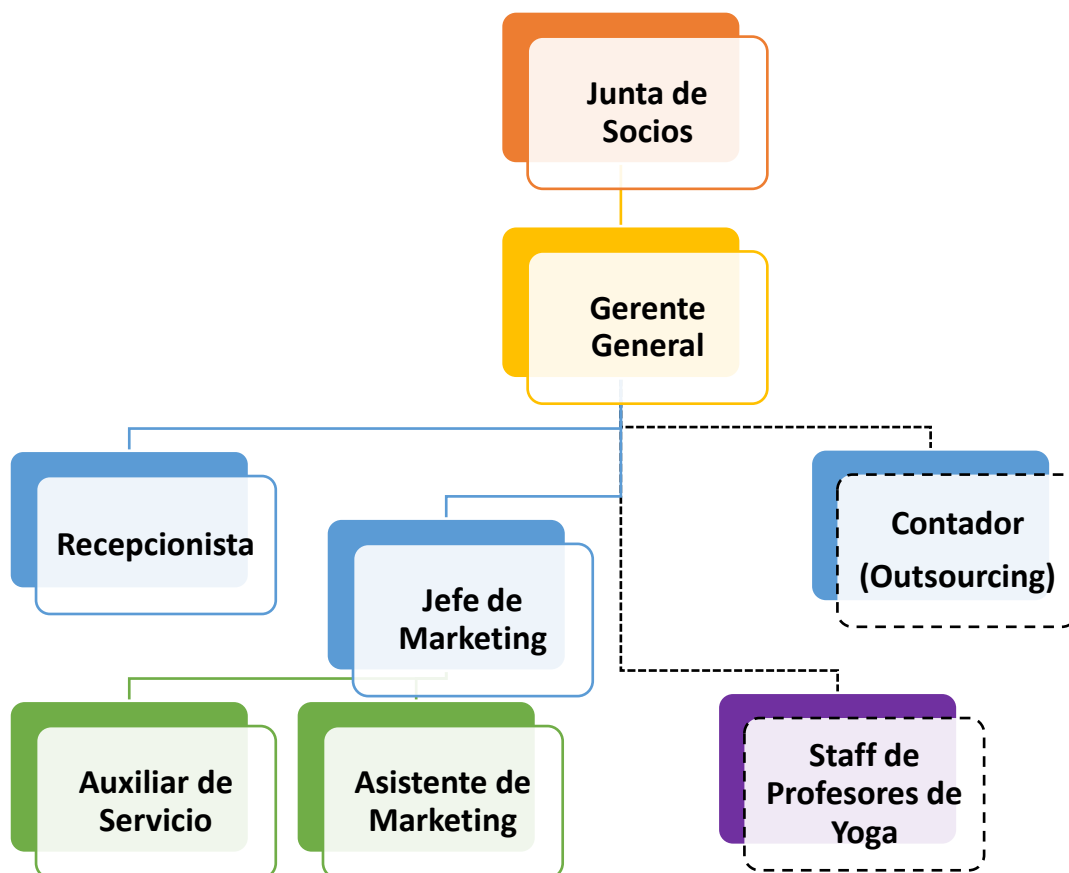 Junta de
Socios
Gerente
General
Recepcionista
Jefe de
Marketing
Contador
(Outsourcing)
Auxiliar de
Servicio
Asistente de
Marketing
Staff de
Profesores de
Yoga